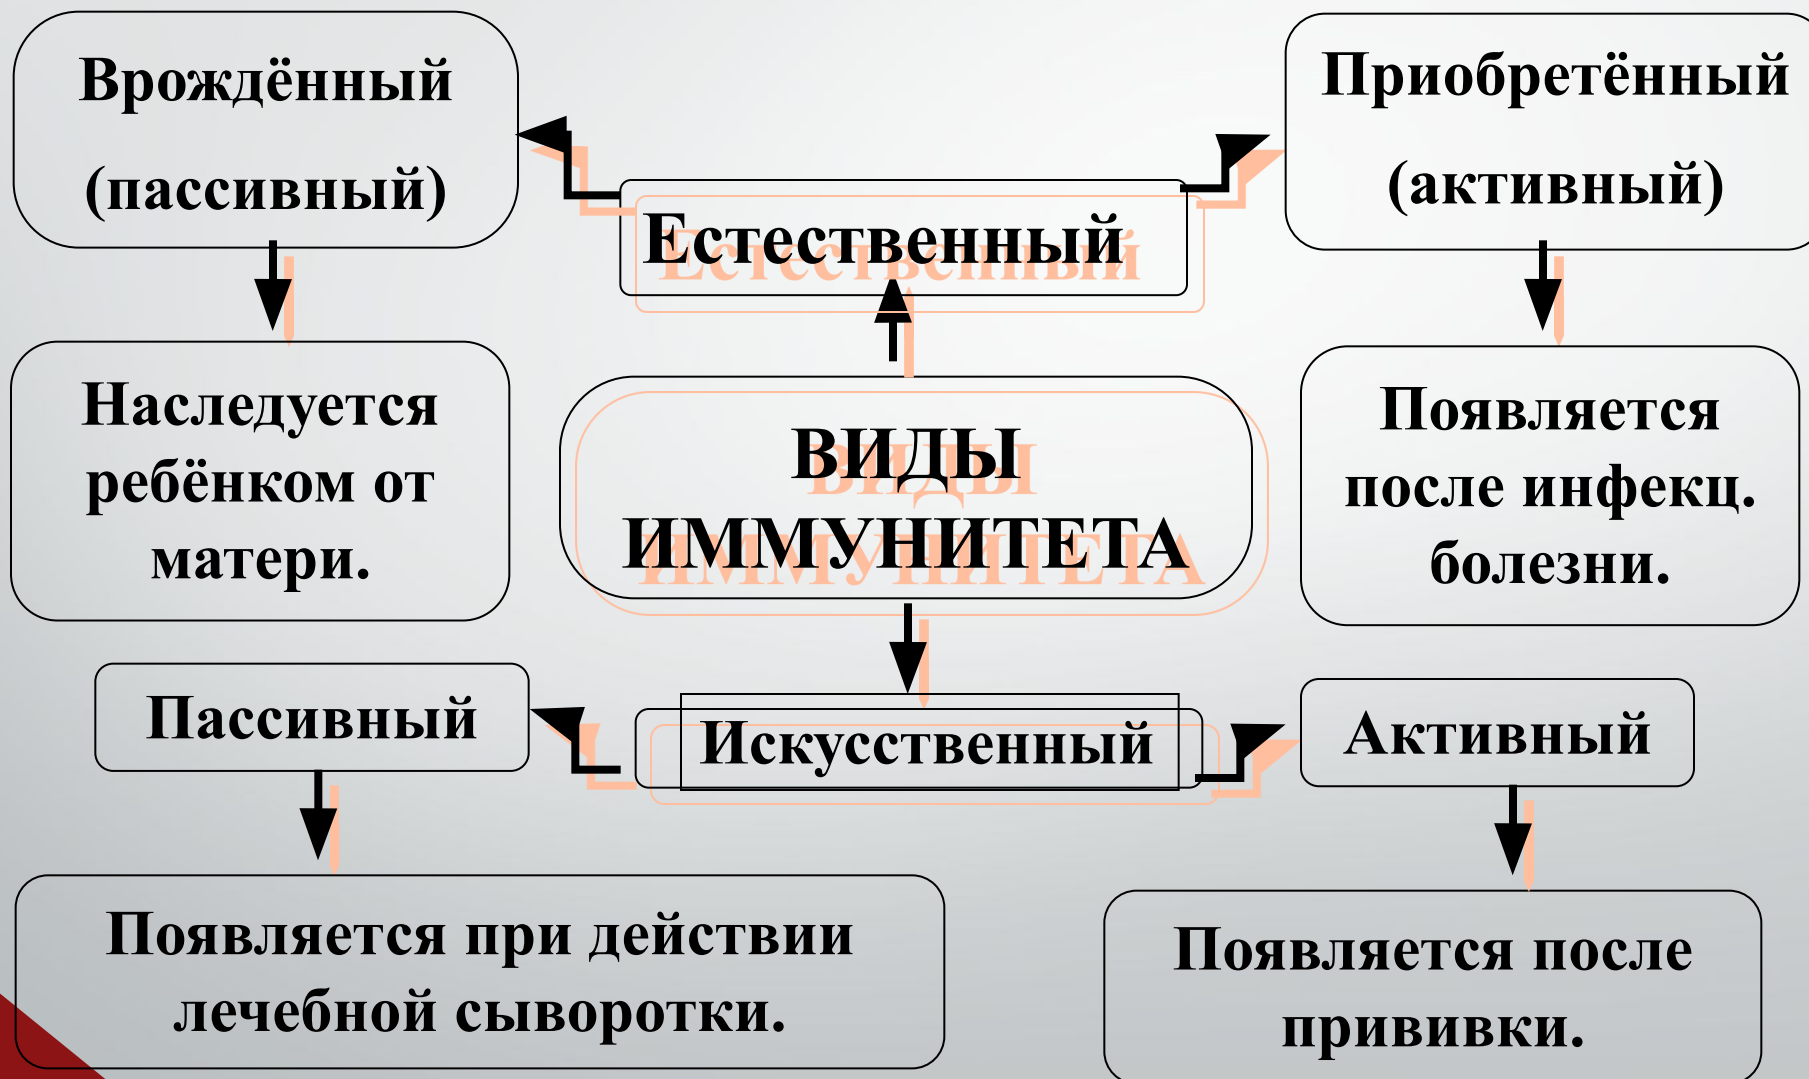 Врождённый
(пассивный)
Приобретённый
(активный)
Естественный
Наследуется
ребёнком от
матери.
ВИДЫ
ИММУНИТЕТА
Появляется
после инфекц.
болезни.
Пассивный
Искусственный
Активный
Появляется при действии
лечебной сыворотки.
Появляется после
прививки.